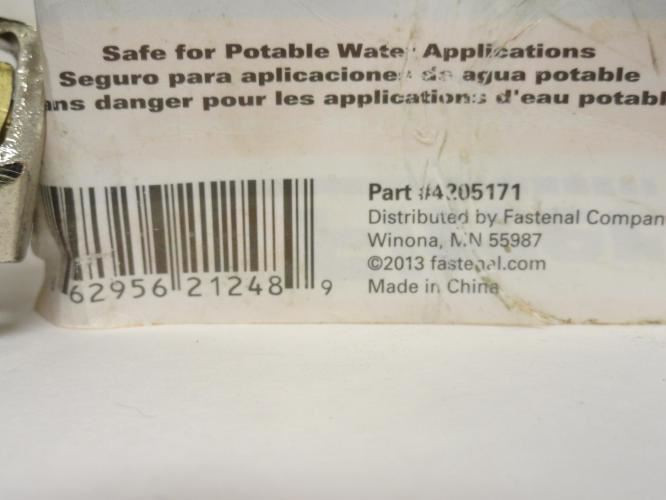 Safe for Potable Water Applications
Seguro para aplicaciones de agua potable
ans danger pour les applications d'eau potabl
Part #4205171
Distributed by Fastenal Compan
Winona, MN 55987
©2013 fastenal.com
Made in China
62956 21248 9